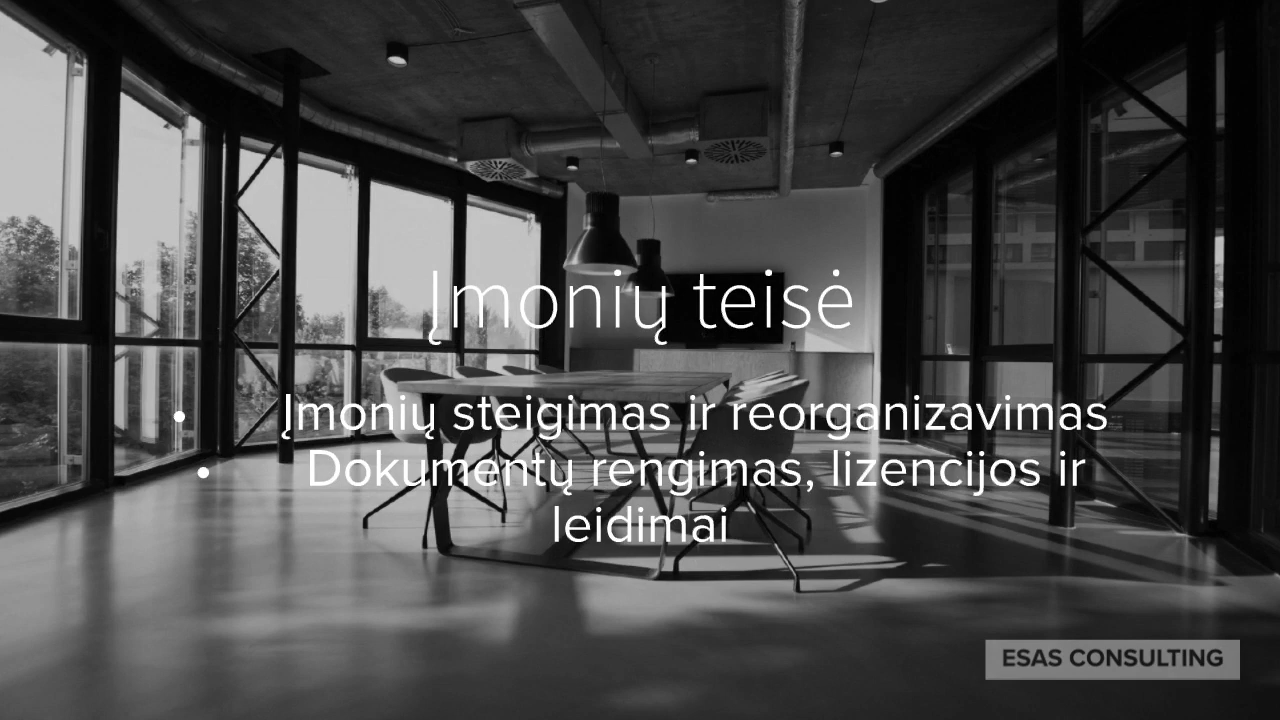 Įmonių teisė
• Įmonių steigimas ir reorganizavimas
• Dokumentų rengimas, lizencijos ir
leidimai
ESAS CONSULTING